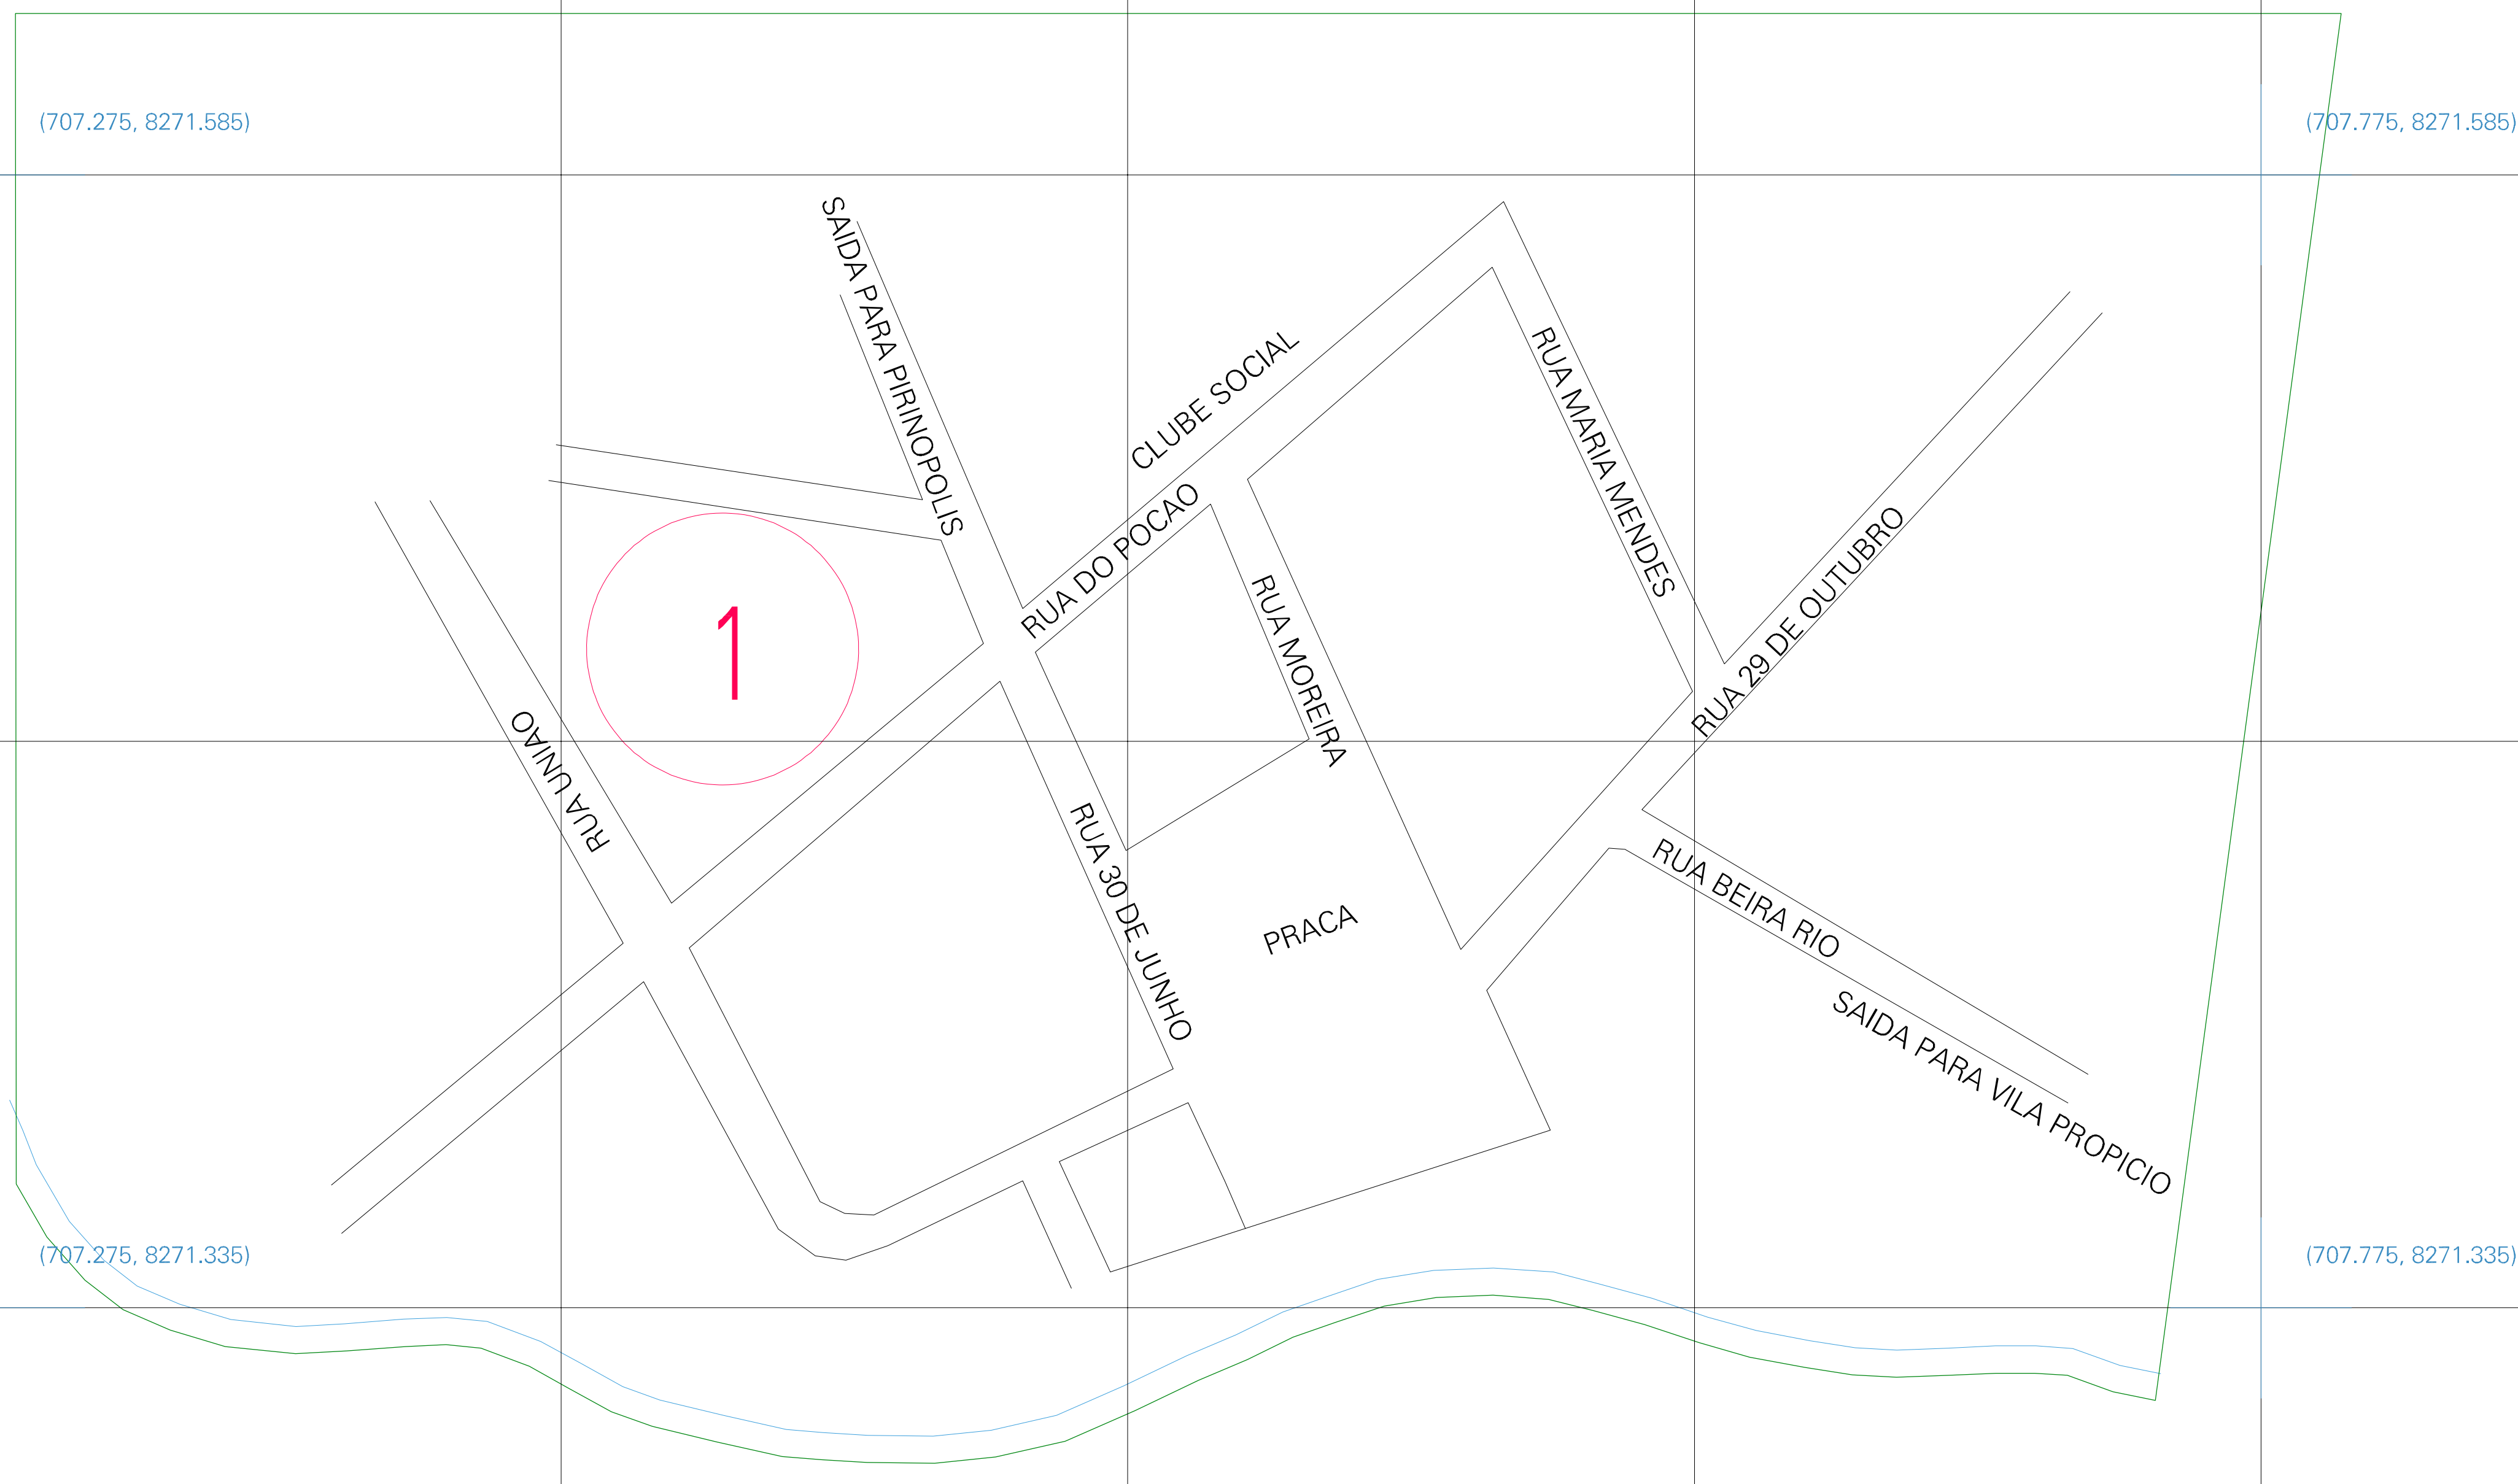 (707.275, 8271.585)
(707.775, 8271.585)
SAIDA PARA PIRINOPOLIS
CLUBE SOCIAL
RUA DO POCAO
RUA MARIA MENDES
RUA 29 DE OUTUBRO
RUA MOREIRA
1
RUA UNIAO
RUA 30 DE JUNHO
PRACA
RUA BEIRA RIO
SAIDA PARA VILA PROPICIO
(707.275, 8271.335)
(707.775, 8271.335)